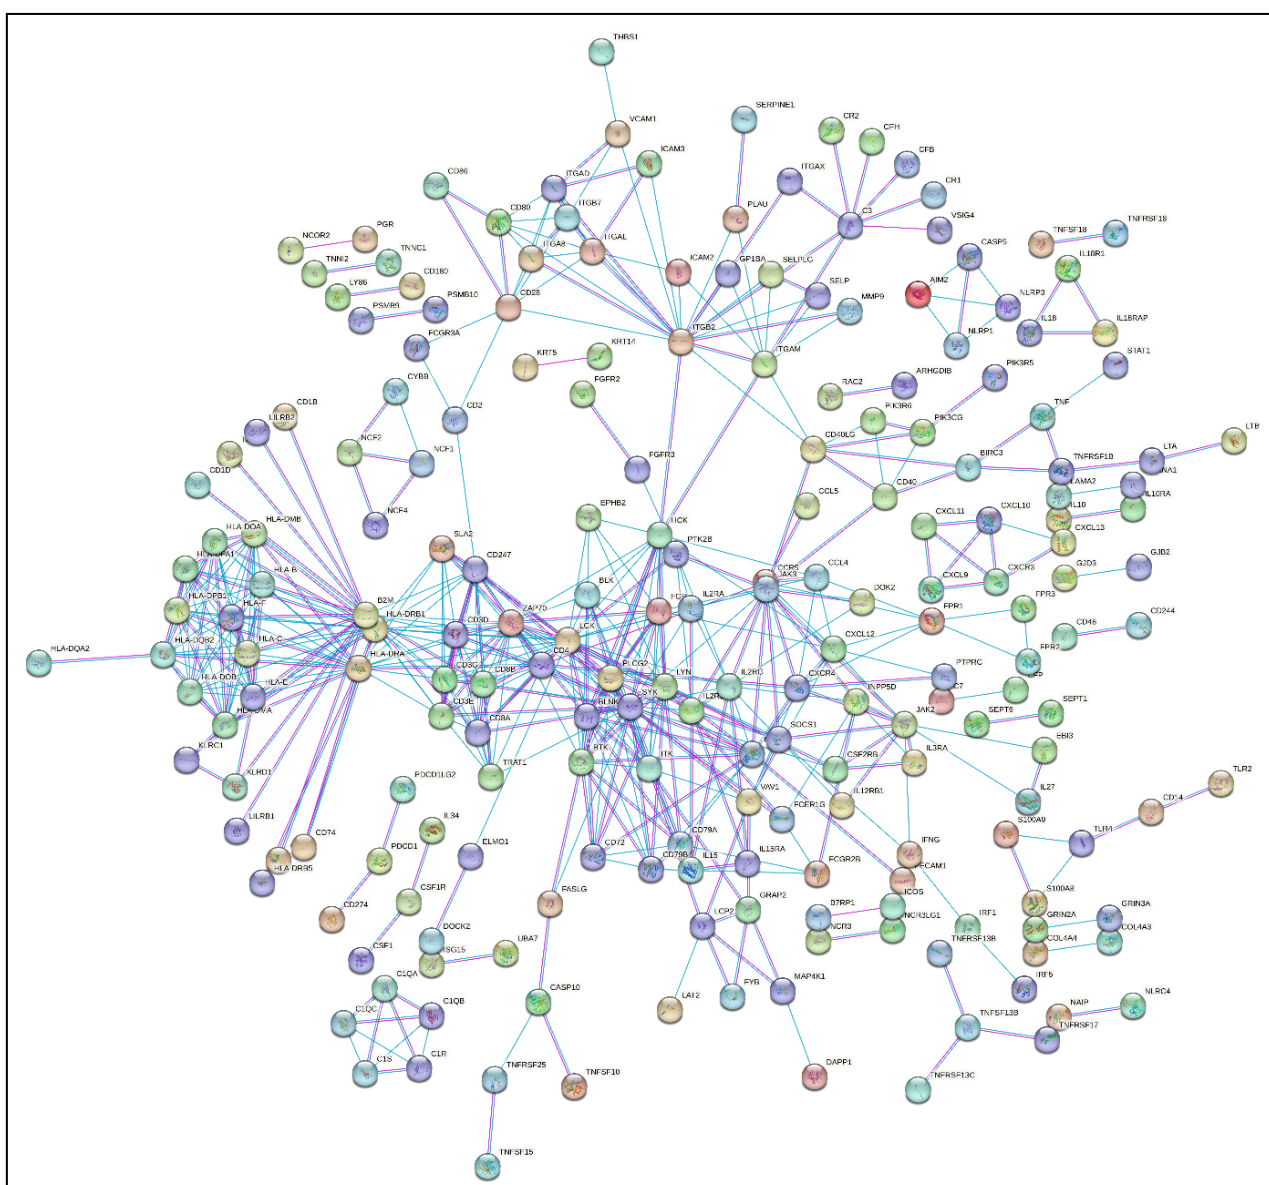 THBS1
VCAM1
SERPINE1
CR2
CFH
CFB
ICAM3
ITGAX
CD86
ITGAD
CR1
CD80
ITGB7
PLAU
C3
VSIG4
PGR
NCOR2
ITGAL
TNFRSF18
TNFSF18
TNNC1
TNNI2
ITGA8
ICAM2
GP1BA
SELPLG
CASP5
IL18R1
CD180
LY86
SELP
AIM2
PSMB10
PSMB9
CD28
MMP9
NLRP3
IL18
IL18RAP
FCGR3A
ITGB2
NLRP1
KRT14
KRT5
ITGAM
STAT1
CYBB
FGFR2
ARHGDIB
RAC2
PIK3R5
CD1B
LILRB2
CD2
PIK3R6
PIK3CG
TNF
NCF2
NCF1
CD40LG
LTB
CD1D
FGFR3
BIRC3
TNFRSF1B
LTA
CD40
LAMA2
CCL5
IL10RA
NCF4
EPHB2
CXCL11
CXCL10
IL10
CXCL13
HLA-DOA
HLA-DMB
HCK
SLA2
CD247
PTK2B
GJB2
HLA-B
BLK
CCR5
JAK3
CCL4
CXCL9
CXCR3
GJD3
HLA-DPB1
HLA-F
B2M
HLA-DRB1
IL2RA
DOK2
FPR1
FPR3
CD244
ZAP70
CD48
CD3D
LCK
HLA-DQB2
HLA-C
CXCL12
FPR2
HLA-DQA2
HLA-DRA
CD4
CD3G
CD8B
PLCG2
LYN
IL2RG
CXCR4
PTPRC
HLA-DOB
HLA-E
SYK
INPP5D
BLNK
CD3E
SEPT1
SEPT6
CD8A
SOCS1
JAK2
KLRC1
BTK
ITK
EBI3
KLRD1
TRAT1
CSF2RB
IL3RA
PDCD1LG2
VAV1
IL12RB1
IL27
TLR2
LILRB1
IL34
FCER1G
CD14
CD74
S100A9
TLR4
PDCD1
ELMO1
CD72
CD79A
CD79B
IL15
IL15RA
IFNG
HLA-DRB5
FCGR2B
PECAM1
CSF1R
FASLG
S100A8
CD274
GRAP2
B7RP1
ICOS
GRIN3A
LCP2
IRF1
GRIN2A
DOCK2
NCR3
NCR3LG1
COL4A3
COL4A4
CSF1
ISG15
UBA7
TNFRSF13B
C1QA
FYB
MAP4K1
IRF5
CASP10
LAT2
C1QB
C1QC
NAIP
NLRC4
TNFSF13B
TNFRSF17
C1S
C1R
TNFRSF25
TNFSF10
DAPP1
TNFRSF13C
TNFSF15